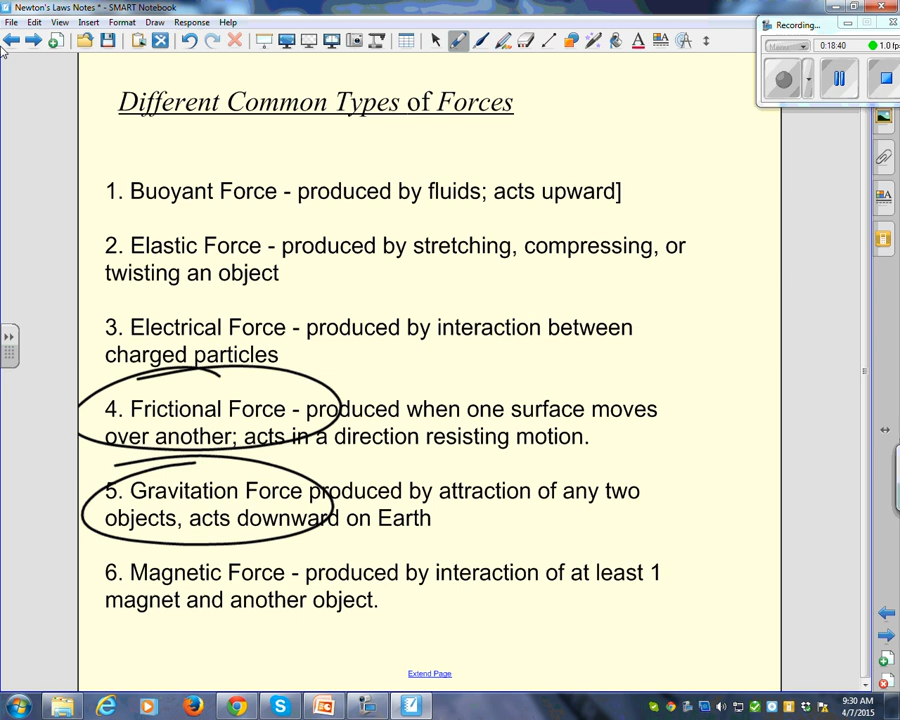 Newton's Laws Notes * - SMART Notebook
File Edit View Insert Format Draw Response Help
Recording...
0:18:40
1.0 fps
Different Common Types of Forces
1. Buoyant Force - produced by fluids; acts upward]
2. Elastic Force - produced by stretching, compressing, or
twisting an object
3. Electrical Force - produced by interaction between
charged particles
4. Frictional Force - produced when one surface moves
over another; acts in a direction resisting motion.
5. Gravitation Force produced by attraction of any two
objects, acts downward on Earth
6. Magnetic Force - produced by interaction of at least 1
magnet and another object.
Extend Page
9:30 AM
4/7/2015